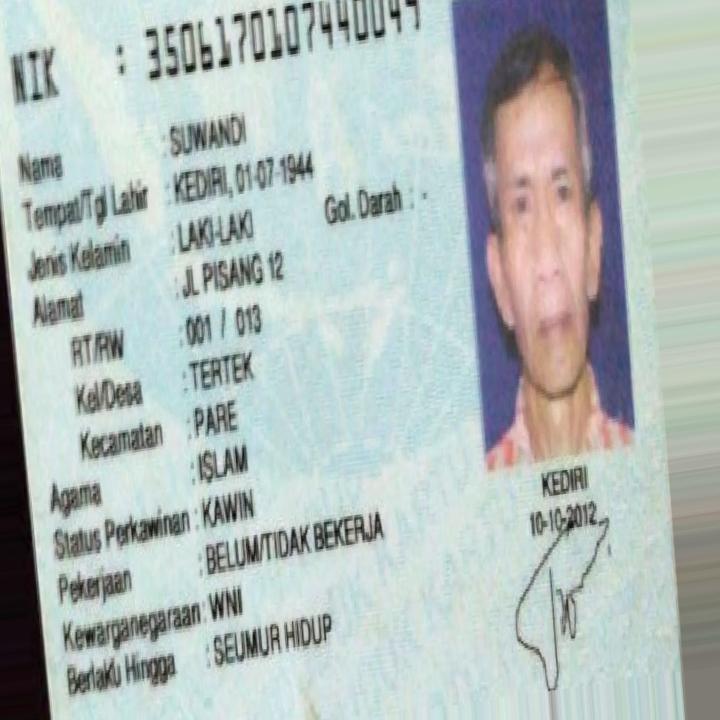 NIK : 3506170107440049
Nama : SUWANDI
Tempat/Tgl Lahir : KEDIRI, 01-07-1944
Jenis Kelamin : LAKI-LAKI Gol. Darah : -
Alamat : JL PISANG 12
RT/RW : 001 / 013
Kel/Desa : TERTEK
Kecamatan : PARE
Agama : ISLAM
Status Perkawinan : KAWIN
Pekerjaan : BELUM/TIDAK BEKERJA
Kewarganegaraan : WNI
Berlaku Hingga : SEUMUR HIDUP
KEDIRI
10-10-2012